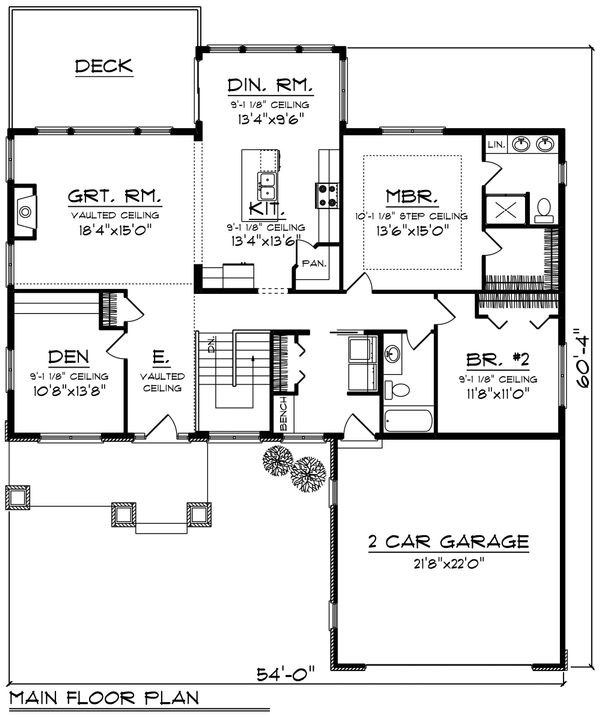 DECK
DIN. RM.
9'-1 1/8" CEILING
13'4"x9'6"
GRT. RM.
VAULTED CEILING
18'4"x15'0"
KIT.
9'-1 1/8" CEILING
13'4"x13'6"
PAN.
MBR.
10'-1 1/8" STEP CEILING
13'6"x15'0"
LIN.
DEN
9'-1 1/8" CEILING
10'8"x13'8"
E.
VAULTED
CEILING
DN.
BENCH
BR. #2
9'-1 1/8" CEILING
11'8"x11'0"
60'-4"
2 CAR GARAGE
21'8"x22'0"
54'-0"
MAIN FLOOR PLAN